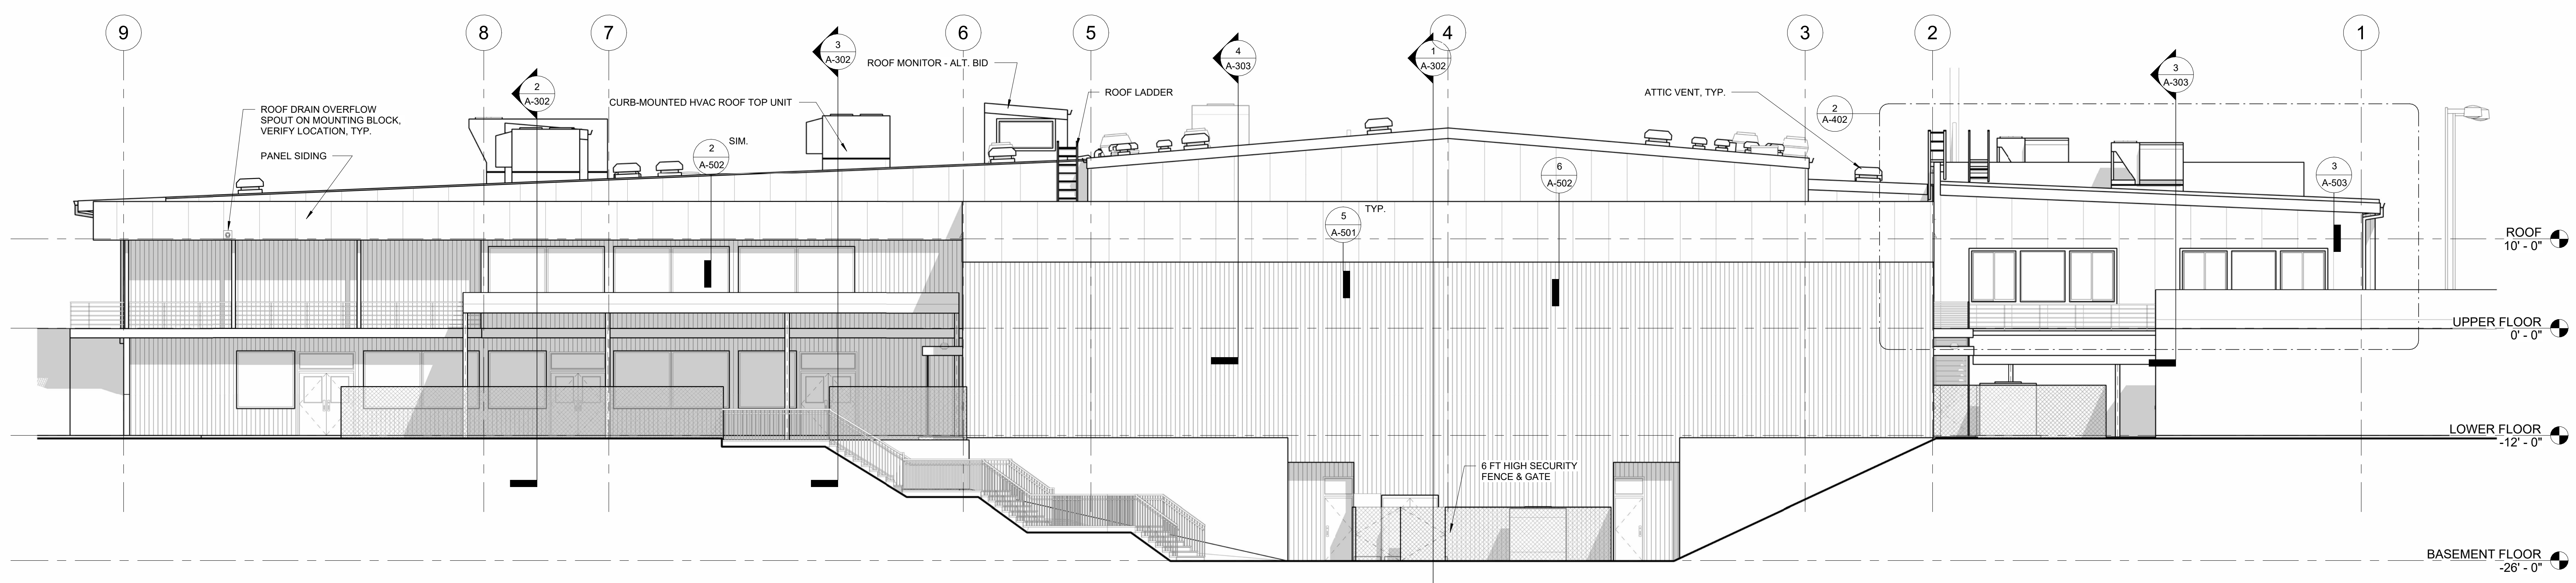 9
8
7
6
5
4
3
2
1
3
A-302
4
A-303
1
A-302
3
A-303
2
A-302
ROOF MONITOR - ALT. BID
ROOF LADDER
ATTIC VENT, TYP.
2
A-402
CURB-MOUNTED HVAC ROOF TOP UNIT
ROOF DRAIN OVERFLOW
SPOUT ON MOUNTING BLOCK,
VERIFY LOCATION, TYP.
PANEL SIDING
SIM.
2
A-502
6
A-502
3
A-503
TYP.
5
A-501
ROOF
10' - 0"
UPPER FLOOR
0' - 0"
LOWER FLOOR
-12' - 0"
6 FT HIGH SECURITY
FENCE & GATE
BASEMENT FLOOR
-26' - 0"